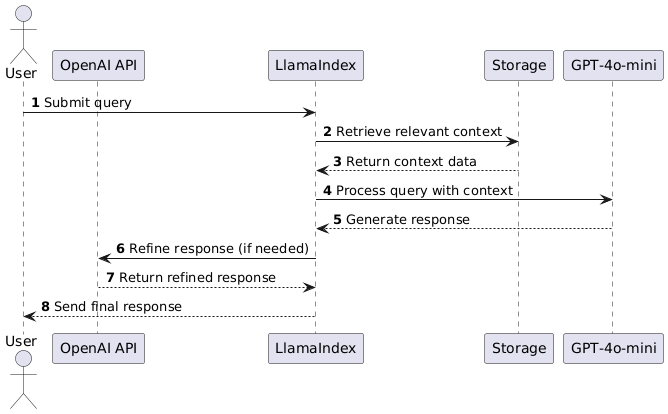 User
OpenAI API
LlamaIndex
Storage
GPT-4o-mini
1 Submit query
2 Retrieve relevant context
3 Return context data
4 Process query with context
5 Generate response
6 Refine response (if needed)
7 Return refined response
8 Send final response
User
OpenAI API
LlamaIndex
Storage
GPT-4o-mini